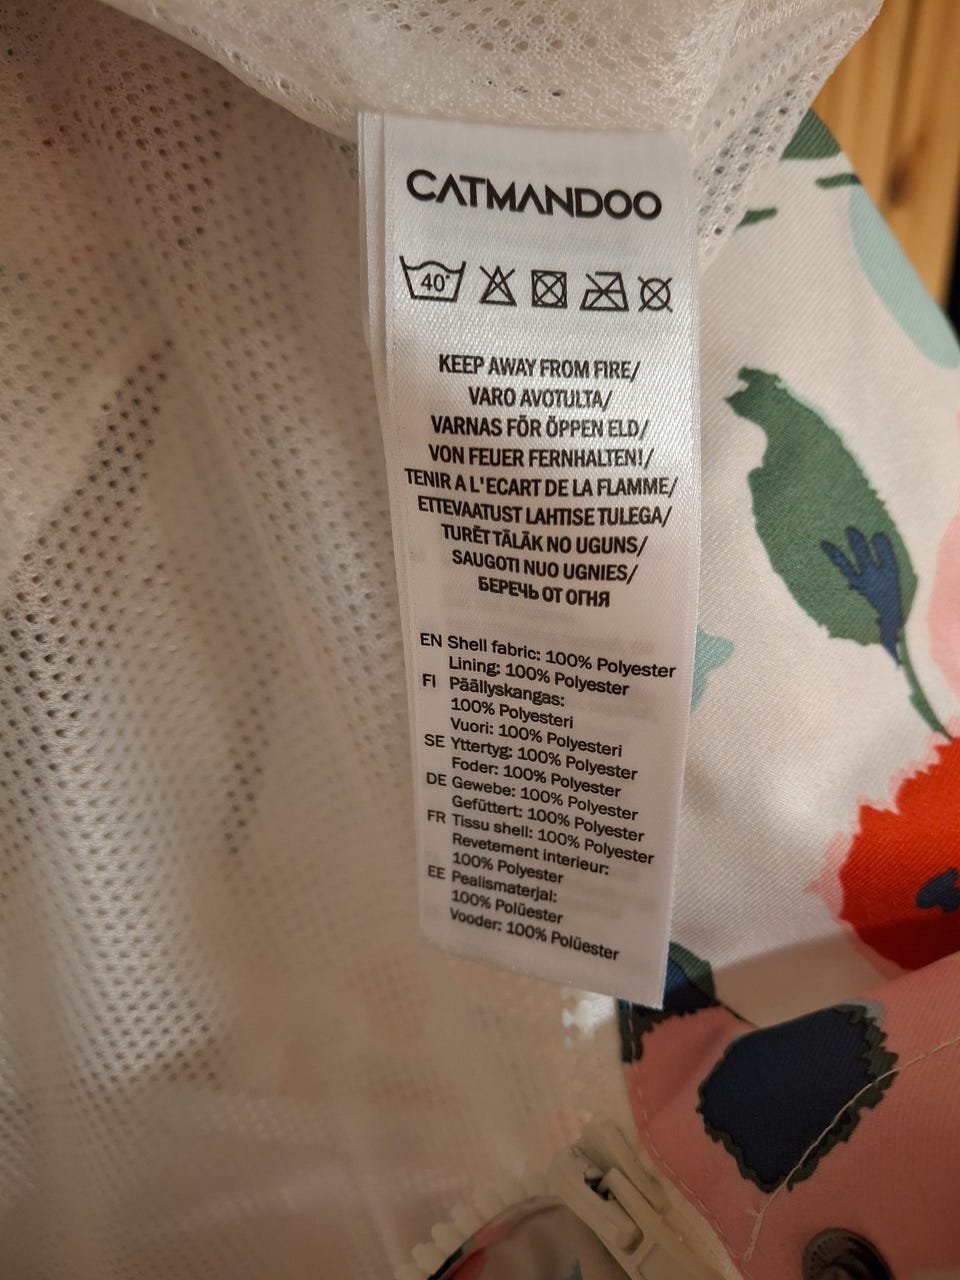 CATMANDOO
40°
KEEP AWAY FROM FIRE/
VARO AVOTULTA/
VARNAS FÖR ÖPPEN ELD/
VON FEUER FERNHALTEN!/
TENIR A L'ECART DE LA FLAMME/
ETTEVAATUST LAHTISE TULEGA/
TURĒT TĀLĀK NO UGUNS/
SAUGOTI NUO UGNIES/
БЕРЕЧЬ ОТ ОГНЯ
EN Shell fabric: 100% Polyester
Lining: 100% Polyester
FI Päällyskangas:
100% Polyesteri
Vuori: 100% Polyesteri
SE Yttertyg: 100% Polyester
Foder: 100% Polyester
DE Gewebe: 100% Polyester
Gefüttert: 100% Polyester
FR Tissu shell: 100% Polyester
Revetement interieur:
100% Polyester
EE Pealismaterjal:
100% Polüester
Vooder: 100% Polüester